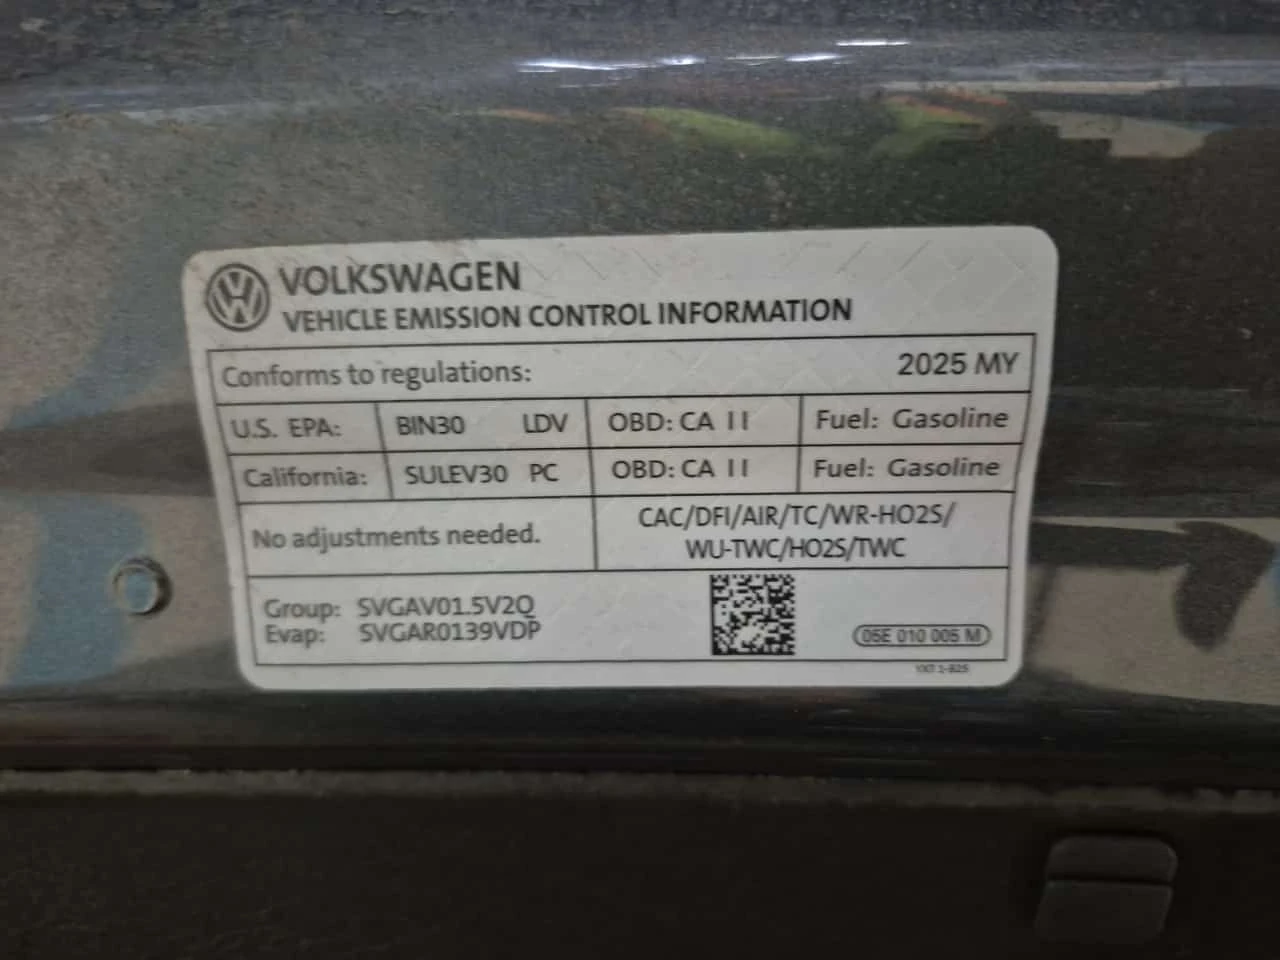 VOLKSWAGEN
VEHICLE EMISSION CONTROL INFORMATION
Conforms to regulations: 2025 MY
U.S. EPA: BIN30 LDV OBD: CA II Fuel: Gasoline
California: SULEV30 PC OBD: CA II Fuel: Gasoline
No adjustments needed.
CAC/DFI/AIR/TC/WR-HO2S/
WU-TWC/HO2S/TWC
Group: SVGAV01.5V2Q
Evap: SVGAR0139VDP
05E 010 005 M